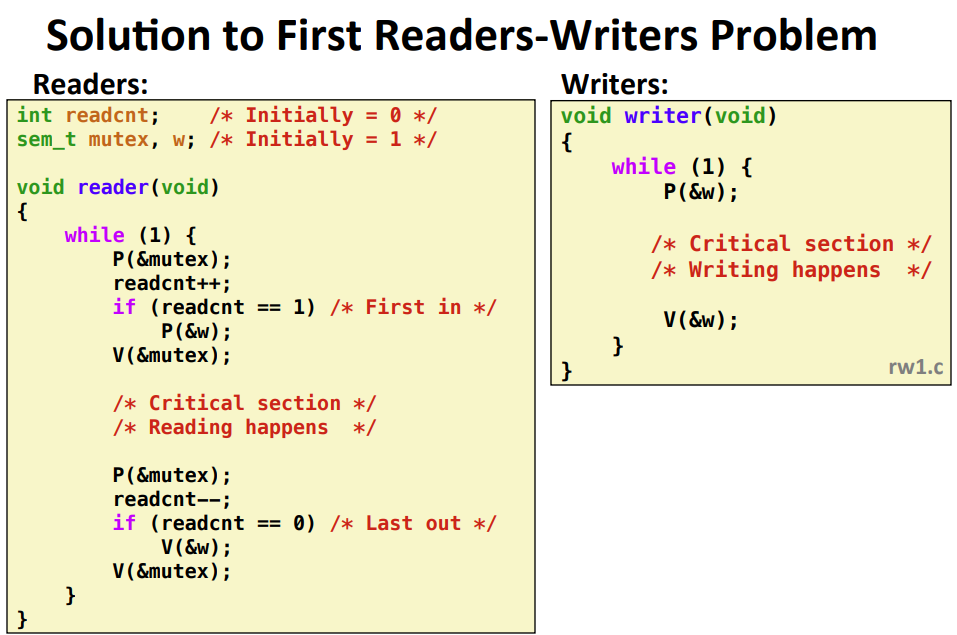 Solution to First Readers-Writers Problem
Readers:
int readcnt;    /* Initially = 0 */
sem_t mutex, w; /* Initially = 1 */

void reader(void)
{
    while (1) {
        P(&mutex);
        readcnt++;
        if (readcnt == 1) /* First in */
            P(&w);
        V(&mutex);

        /* Critical section */
        /* Reading happens  */

        P(&mutex);
        readcnt--;
        if (readcnt == 0) /* Last out */
            V(&w);
        V(&mutex);
    }
}
Writers:
void writer(void)
{
    while (1) {
        P(&w);

        /* Critical section */
        /* Writing happens  */

        V(&w);
    }
}
rw1.c